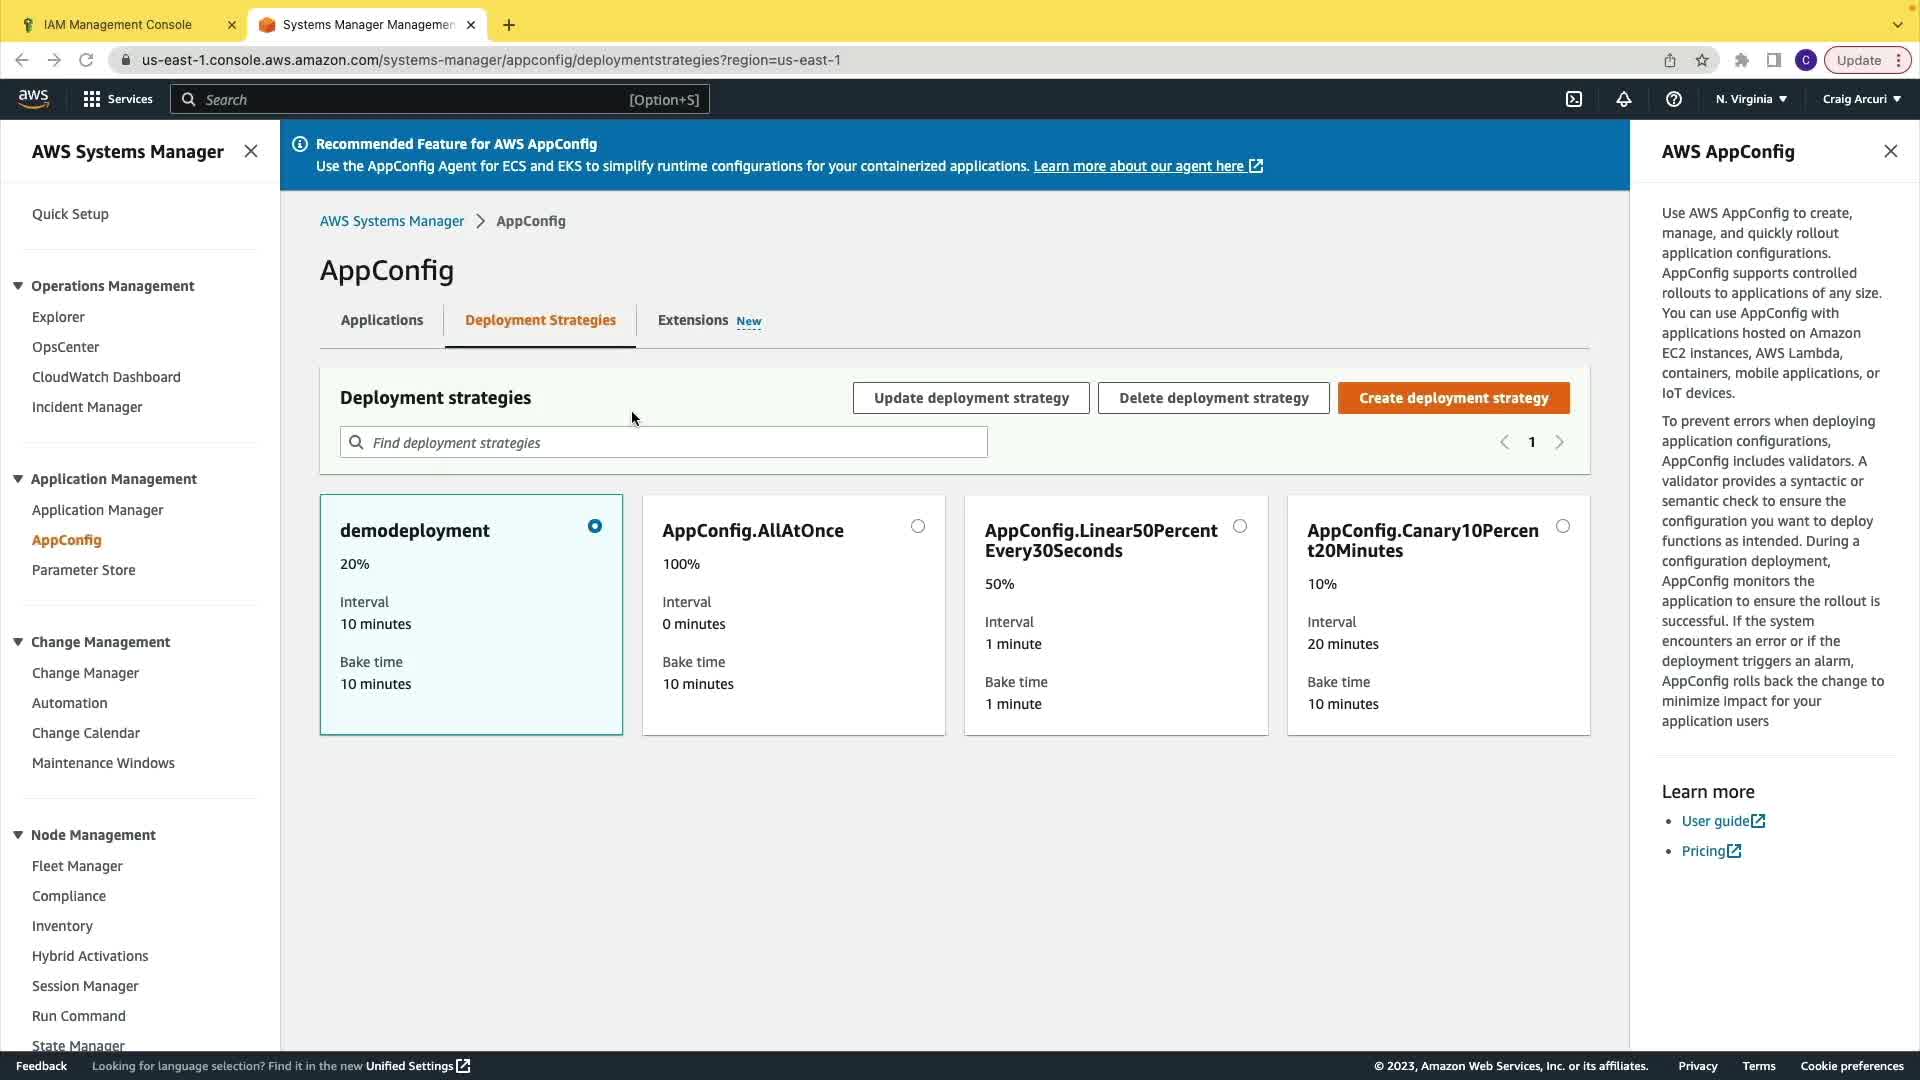 IAM Management Console
Systems Manager Managemen
us-east-1.console.aws.amazon.com/systems-manager/appconfig/deploymentstrategies?region=us-east-1
C
Update
aws
Services
Search
[Option+S]
N. Virginia
Craig Arcuri
AWS Systems Manager
Quick Setup
Operations Management
Explorer
OpsCenter
CloudWatch Dashboard
Incident Manager
Application Management
Application Manager
AppConfig
Parameter Store
Change Management
Change Manager
Automation
Change Calendar
Maintenance Windows
Node Management
Fleet Manager
Compliance
Inventory
Hybrid Activations
Session Manager
Run Command
State Manager
Recommended Feature for AWS AppConfig
Use the AppConfig Agent for ECS and EKS to simplify runtime configurations for your containerized applications. Learn more about our agent here
AWS Systems Manager > AppConfig
AppConfig
Applications
Deployment Strategies
Extensions New
Deployment strategies
Update deployment strategy
Delete deployment strategy
Create deployment strategy
Find deployment strategies
1
demodeployment
20%
Interval
10 minutes
Bake time
10 minutes
AppConfig.AllAtOnce
100%
Interval
0 minutes
Bake time
10 minutes
AppConfig.Linear50Percent
Every30Seconds
50%
Interval
1 minute
Bake time
1 minute
AppConfig.Canary10Percen
t20Minutes
10%
Interval
20 minutes
Bake time
10 minutes
AWS AppConfig
Use AWS AppConfig to create,
manage, and quickly rollout
application configurations.
AppConfig supports controlled
rollouts to applications of any size.
You can use AppConfig with
applications hosted on Amazon
EC2 instances, AWS Lambda,
containers, mobile applications, or
IoT devices.
To prevent errors when deploying
application configurations,
AppConfig includes validators. A
validator provides a syntactic or
semantic check to ensure the
configuration you want to deploy
functions as intended. During a
configuration deployment,
AppConfig monitors the
application to ensure the rollout is
successful. If the system
encounters an error or if the
deployment triggers an alarm,
AppConfig rolls back the change to
minimize impact for your
application users
Learn more
User guide
Pricing
Feedback
Looking for language selection? Find it in the new Unified Settings
© 2023, Amazon Web Services, Inc. or its affiliates.
Privacy
Terms
Cookie preferences